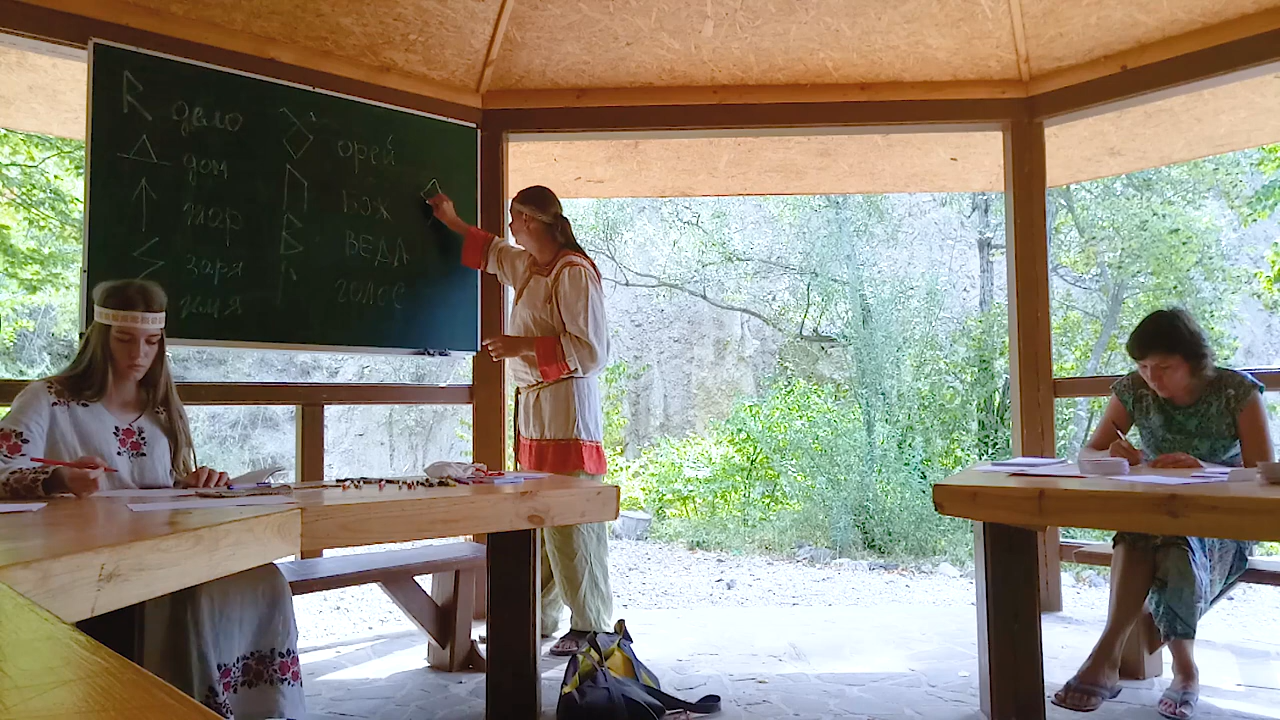 дело
дом
заря
имя
орей
БОЖ
ВЕДА
голос